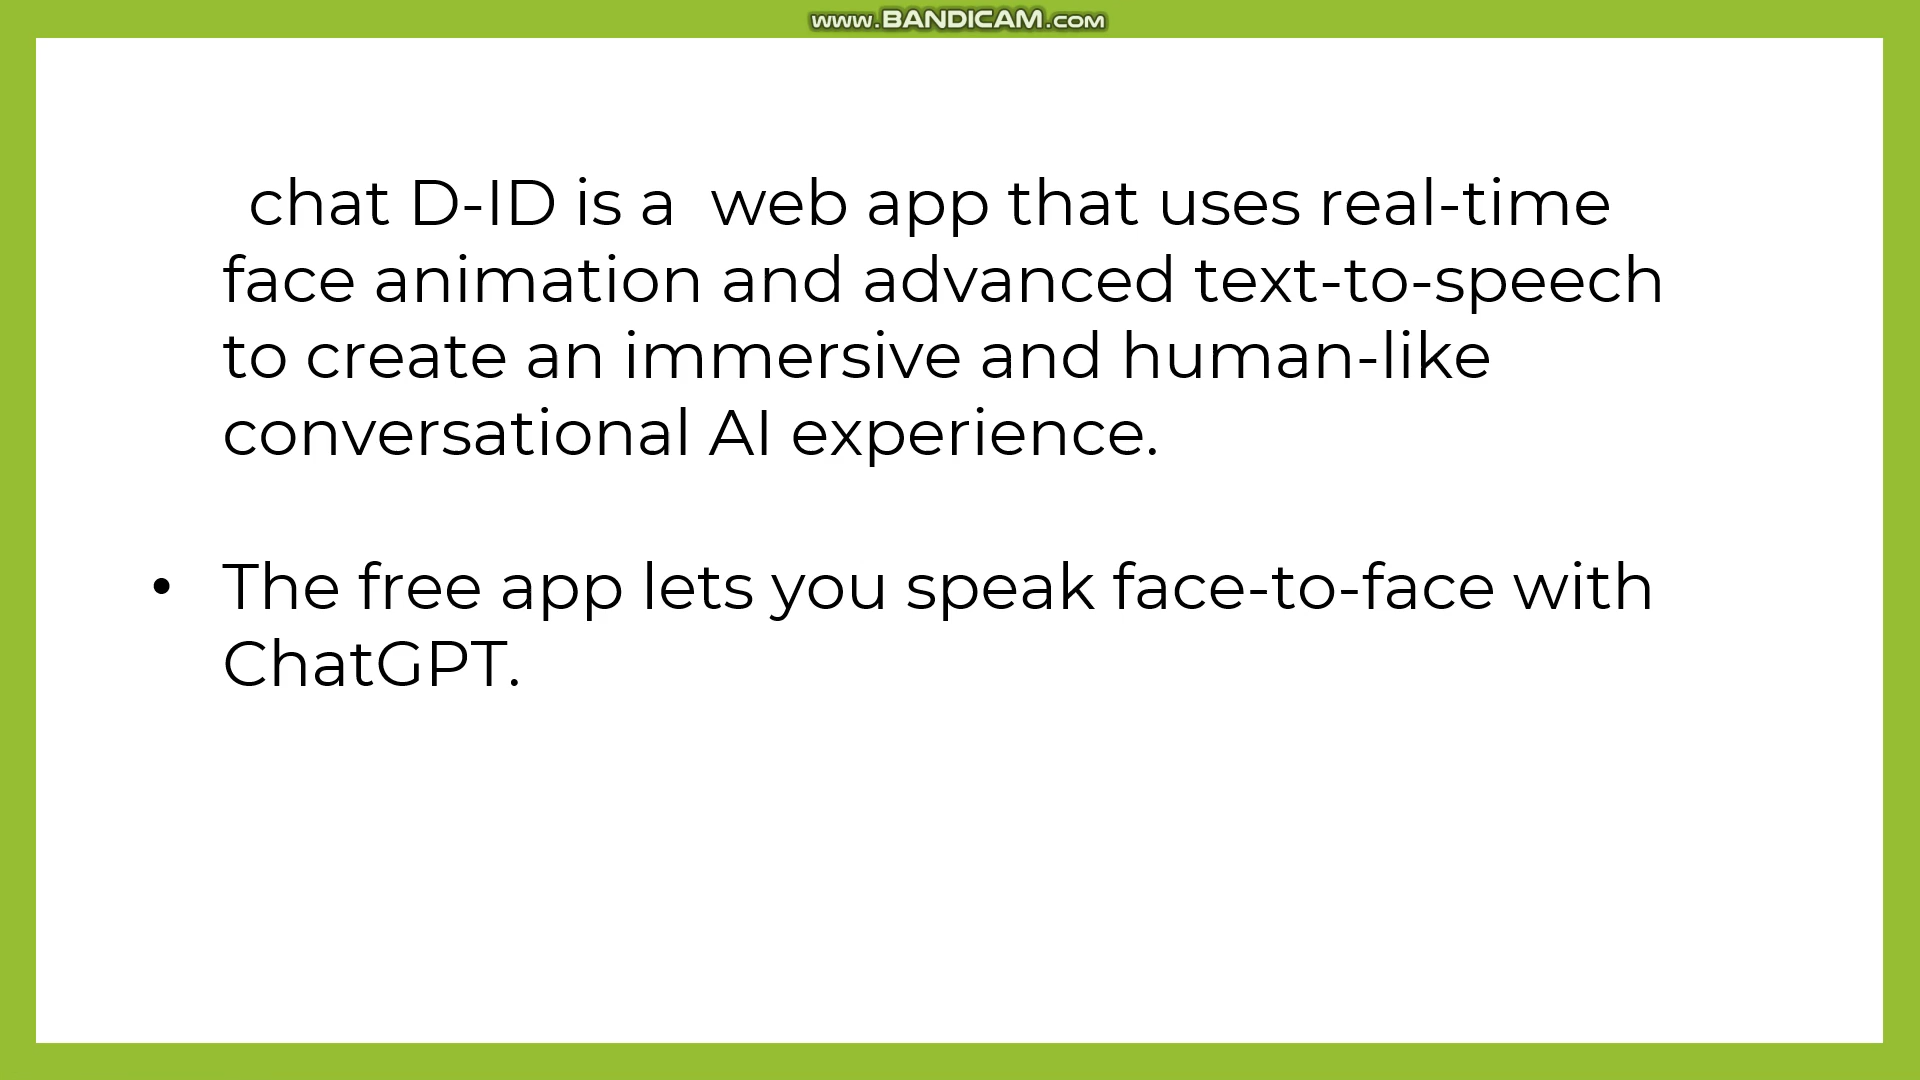 www.BANDICAM.com
chat D-ID is a  web app that uses real-time
face animation and advanced text-to-speech
to create an immersive and human-like
conversational AI experience.
• The free app lets you speak face-to-face with
ChatGPT.